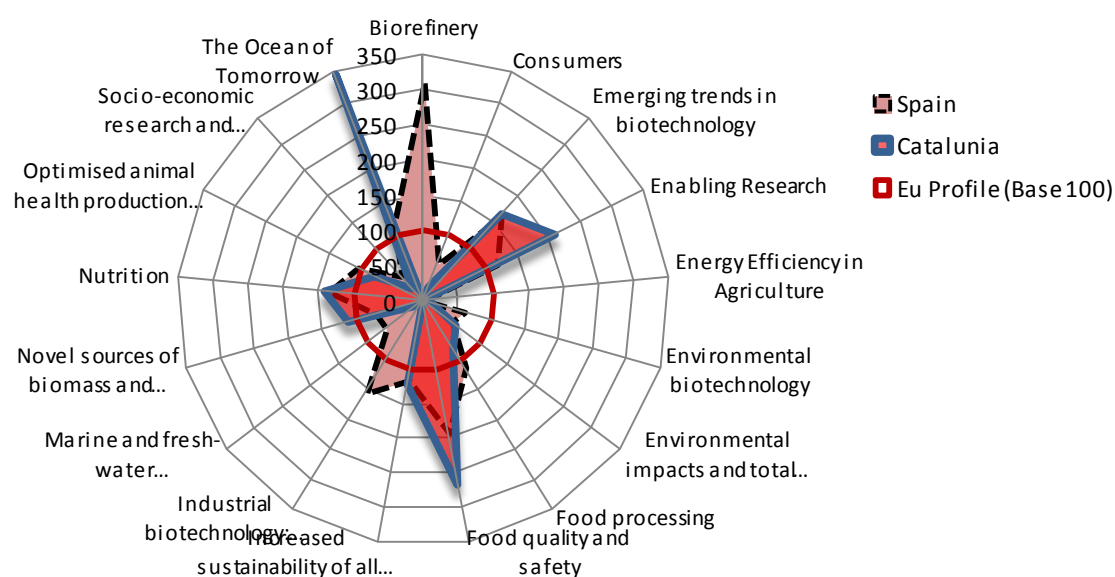 Biorefinery
The Ocean of
Tomorrow
Consumers
Socio-economic
research and...
Emerging trends in
biotechnology
Optimised animal
health production...
Enabling Research
Nutrition
Energy Efficiency in
Agriculture
Novel sources of
biomass and...
Environmental
biotechnology
Marine and fresh-
water...
Environmental
impacts and total...
Industrial
biotechnology:...
Food processing
Increased
sustainability of all...
Food quality and
safety
350
300
250
200
150
100
50
0
Spain
Catalunia
Eu Profile (Base 100)